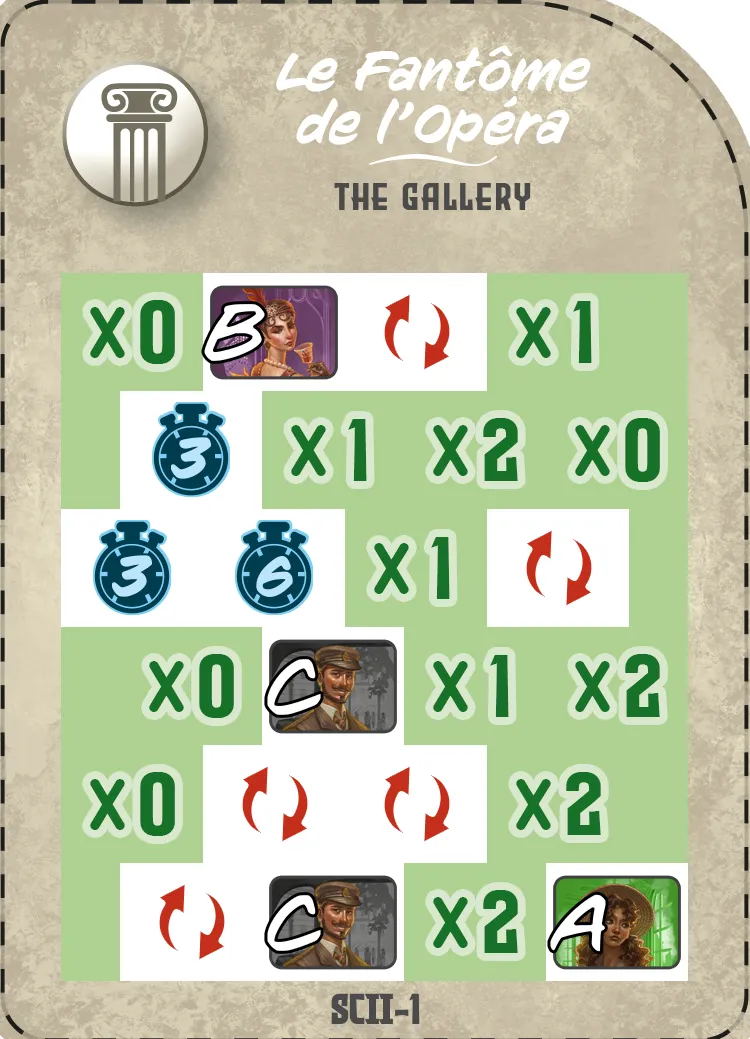 Le Fantôme
de l'Opéra
THE GALLERY
X0 B X1
3 X1 X2 X0
3 6 X1
X0 C X1 X2
X0 X2
C X2 A
SCII-1